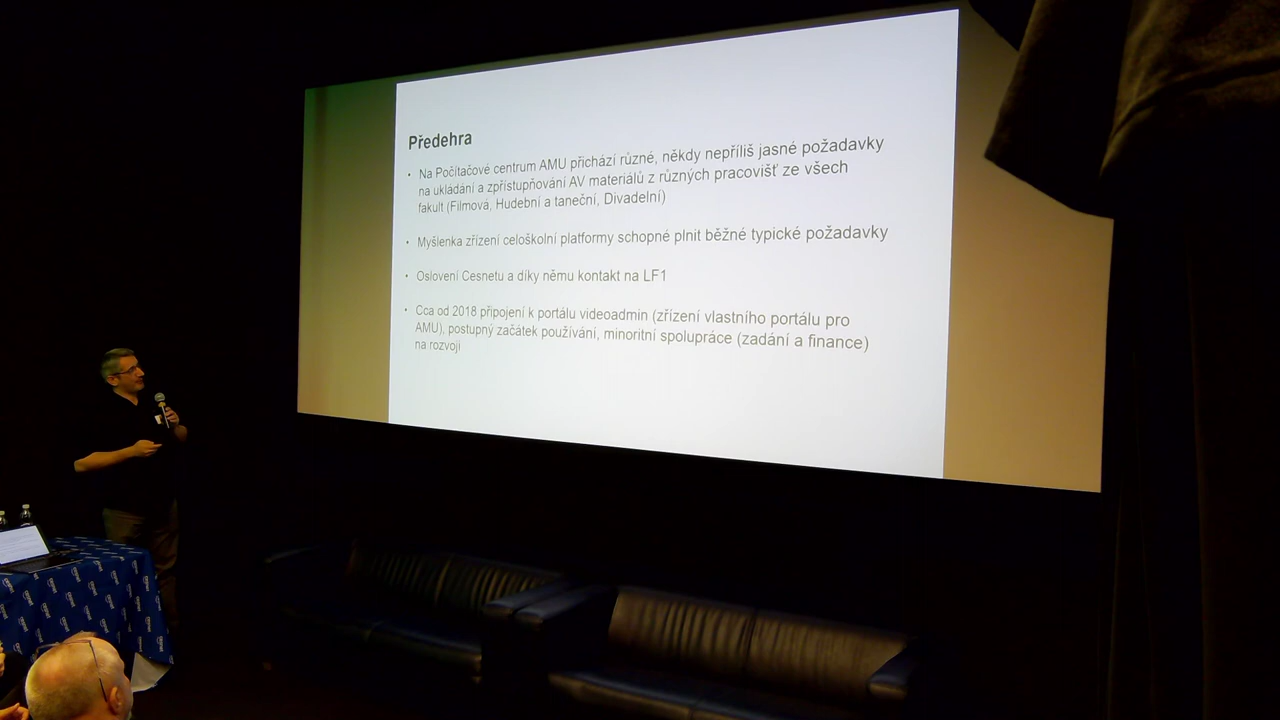 Předehra
• Na Počítačové centrum AMU přichází různé, někdy nepříliš jasné požadavky
na ukládání a zpřístupňování AV materiálů z různých pracovišť ze všech
fakult (Filmová, Hudební a taneční, Divadelní)
• Myšlenka zřízení celoškolní platformy schopné plnit běžné typické požadavky
• Oslovení Cesnetu a díky němu kontakt na LF1
• Cca od 2018 připojení k portálu videoadmin (zřízení vlastního portálu pro
AMU), postupný začátek používání, minoritní spolupráce (zadání a finance)
na rozvoji